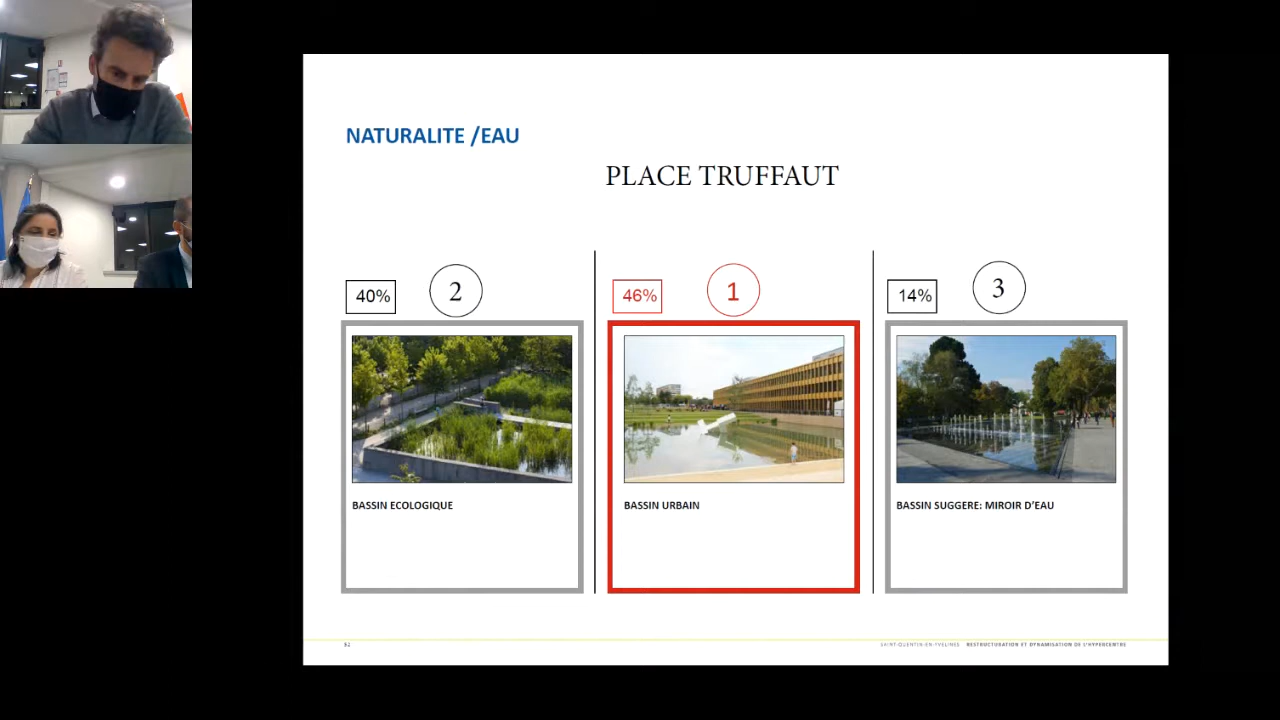 NATURALITE /EAU
PLACE TRUFFAUT
40%
2
46%
1
14%
3
BASSIN ECOLOGIQUE
BASSIN URBAIN
BASSIN SUGGERE: MIROIR D'EAU
52
SAINT-QUENTIN-EN-YVELINES RESTRUCTURATION ET DYNAMISATION DE L'HYPERCENTRE